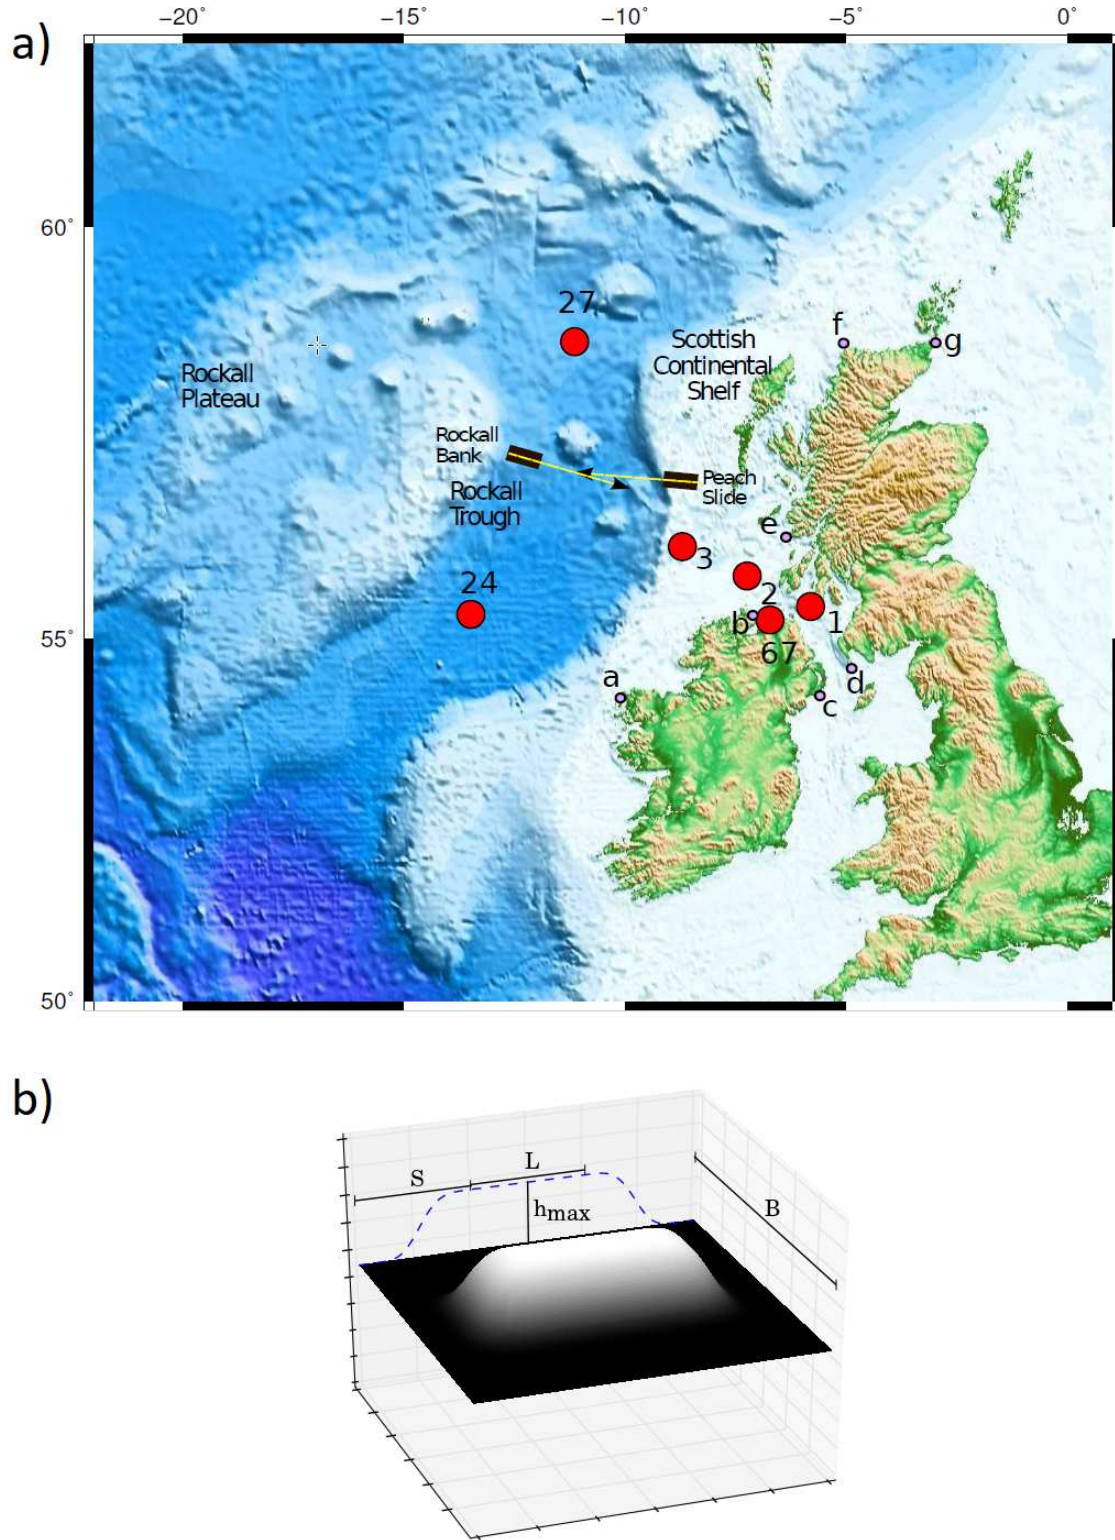 a)
−20˚ −15˚ −10˚ −5˚ 0˚
60˚
27
Scottish
Continental
Shelf
f
g
Rockall
Plateau
Rockall
Bank
Rockall
Trough
Peach
Slide
e
3
2
24
55˚
b
1
67
a
d
c
50˚
b)
S
L
hmax
B